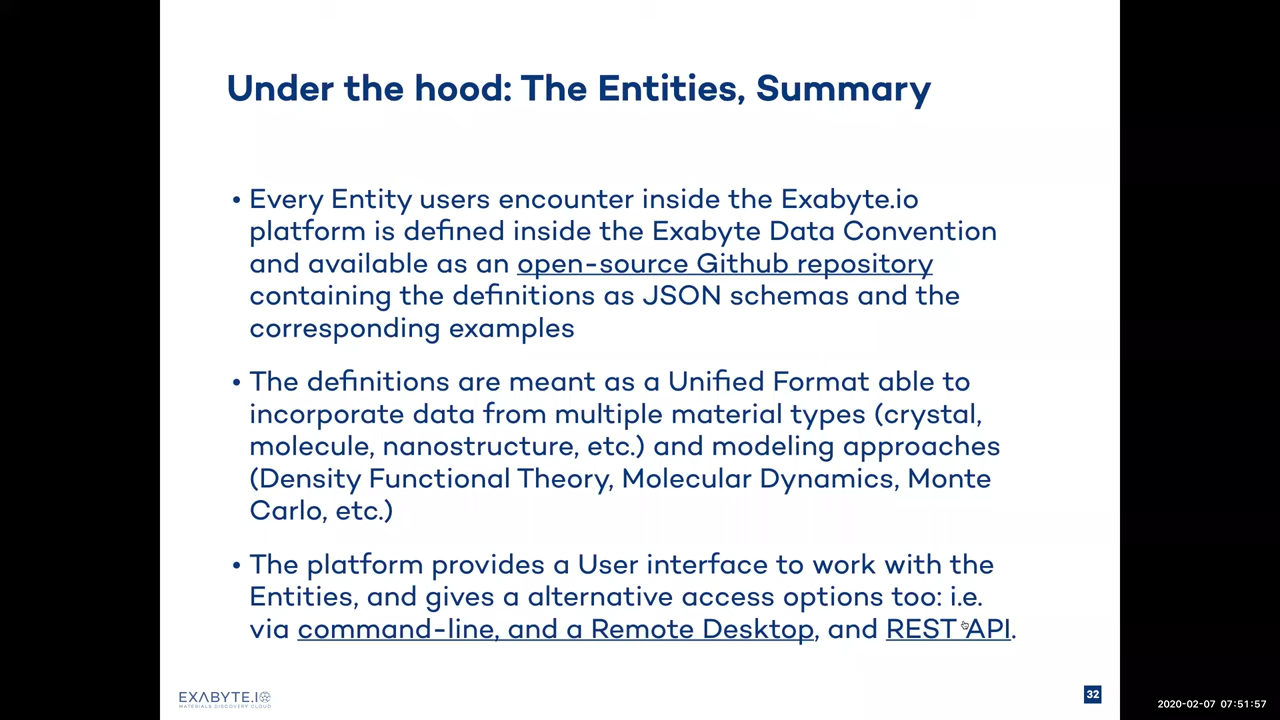 Under the hood: The Entities, Summary
• Every Entity users encounter inside the Exabyte.io
platform is defined inside the Exabyte Data Convention
and available as an open-source Github repository
containing the definitions as JSON schemas and the
corresponding examples
• The definitions are meant as a Unified Format able to
incorporate data from multiple material types (crystal,
molecule, nanostructure, etc.) and modeling approaches
(Density Functional Theory, Molecular Dynamics, Monte
Carlo, etc.)
• The platform provides a User interface to work with the
Entities, and gives a alternative access options too: i.e.
via command-line, and a Remote Desktop, and REST API.
EXABYTE.IO
MATERIALS DISCOVERY CLOUD
32
2020-02-07 07:51:57